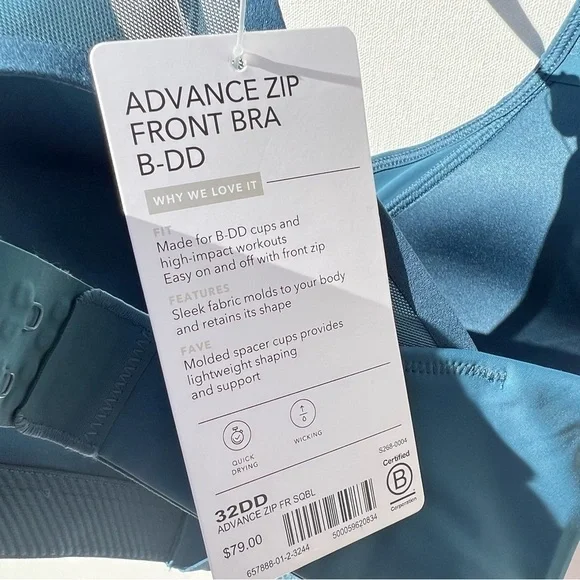 ADVANCE ZIP
FRONT BRA
B-DD
WHY WE LOVE IT
FIT
Made for B-DD cups and
high-impact workouts
Easy on and off with front zip
FEATURES
Sleek fabric molds to your body
and retains its shape
FAVE
Molded spacer cups provides
lightweight shaping
and support
QUICK
DRYING
WICKING
S268-0004
Certified
B
Corporation
32DD
ADVANCE ZIP FR SQBL
$79.00
500059620834
657888-01-2-3244